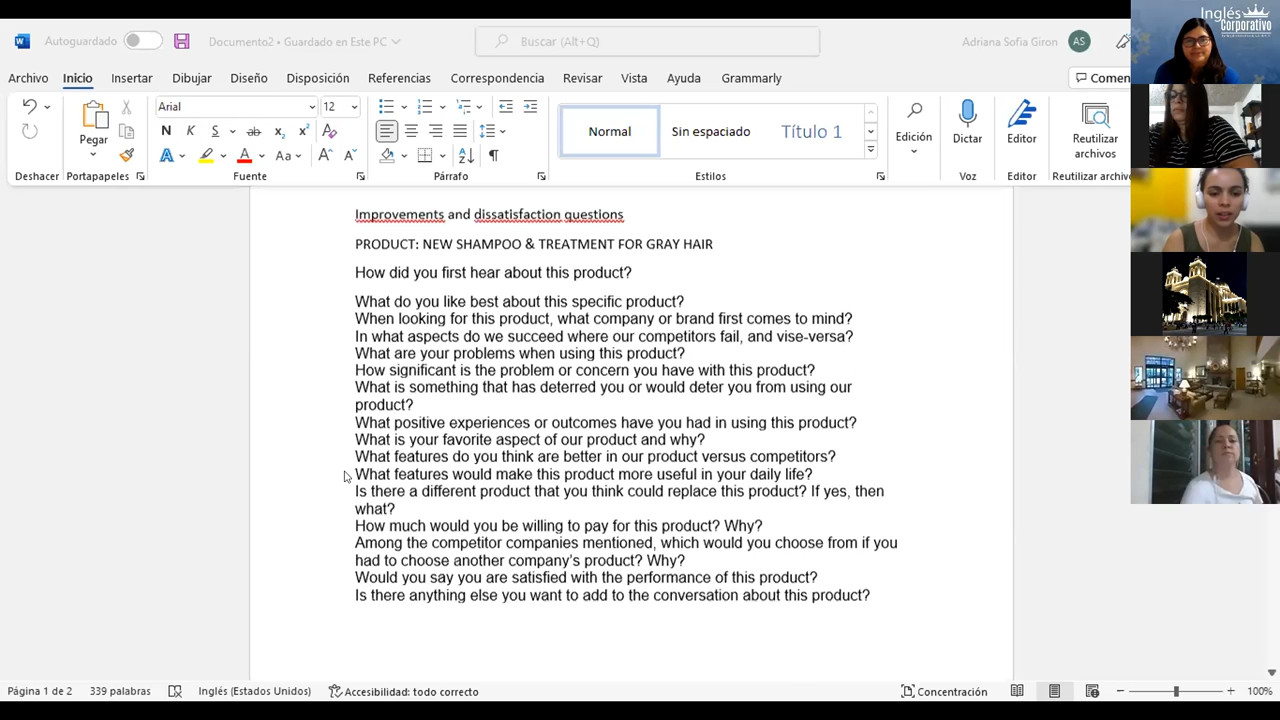 Autoguardado
Documento2 • Guardado en Este PC
Buscar (Alt+Q)
Adriana Sofia Giron
AS
Inglés
Corporativo
Archivo Inicio Insertar Dibujar Diseño Disposición Referencias Correspondencia Revisar Vista Ayuda Grammarly Comen
Arial 12
Pegar
N K S ab x₂ x²
A A Aa A A
Normal Sin espaciado Título 1
Edición
Dictar
Editor
Reutilizar
archivos
Deshacer Portapapeles Fuente Párrafo Estilos Voz Editor Reutilizar archivo
Improvements and dissatisfaction questions
PRODUCT: NEW SHAMPOO & TREATMENT FOR GRAY HAIR
How did you first hear about this product?
What do you like best about this specific product?
When looking for this product, what company or brand first comes to mind?
In what aspects do we succeed where our competitors fail, and vise-versa?
What are your problems when using this product?
How significant is the problem or concern you have with this product?
What is something that has deterred you or would deter you from using our
product?
What positive experiences or outcomes have you had in using this product?
What is your favorite aspect of our product and why?
What features do you think are better in our product versus competitors?
What features would make this product more useful in your daily life?
Is there a different product that you think could replace this product? If yes, then
what?
How much would you be willing to pay for this product? Why?
Among the competitor companies mentioned, which would you choose from if you
had to choose another company's product? Why?
Would you say you are satisfied with the performance of this product?
Is there anything else you want to add to the conversation about this product?
Página 1 de 2 339 palabras Inglés (Estados Unidos) Accesibilidad: todo correcto Concentración 100%